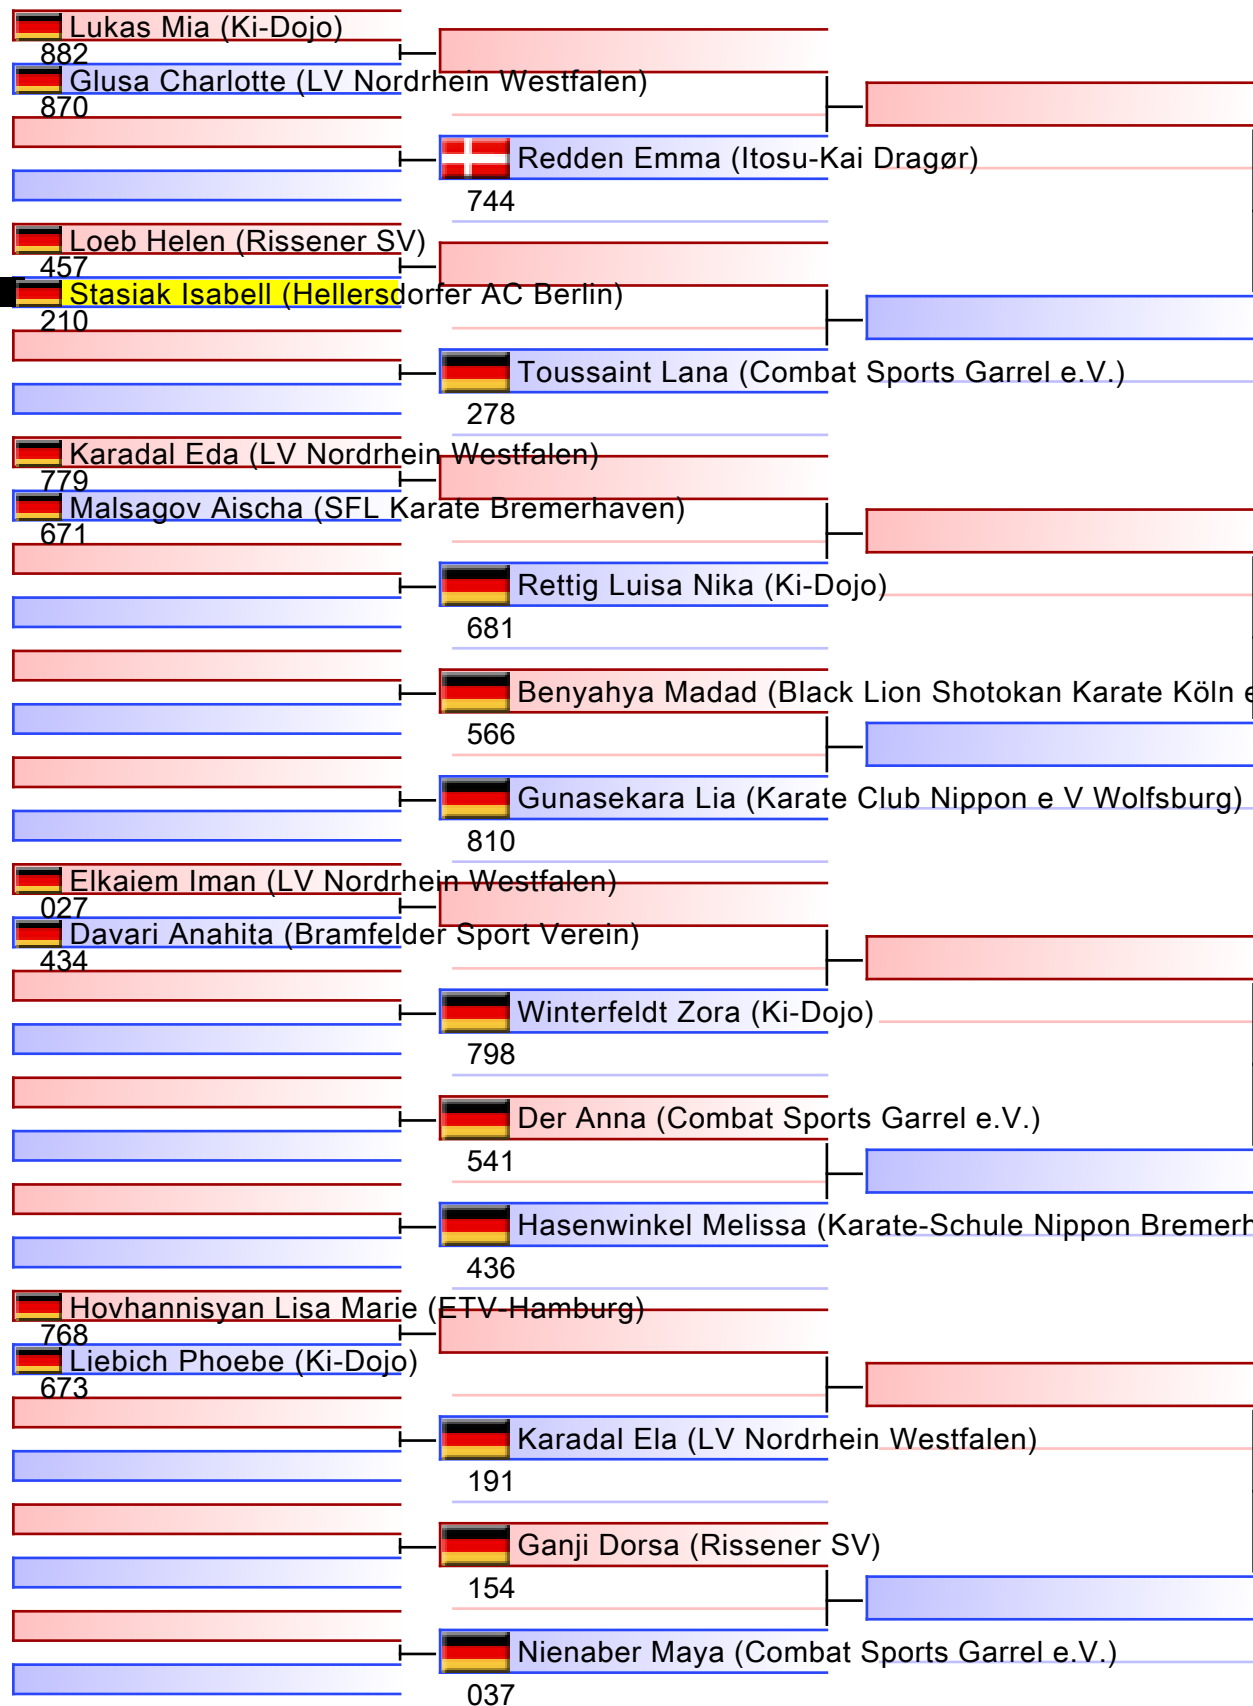 Lukas Mia (Ki-Dojo)
882
Glusa Charlotte (LV Nordrhein Westfalen)
870
Redden Emma (Itosu-Kai Dragør)
744
Loeb Helen (Rissener SV)
457
Stasiak Isabell (Hellersdorfer AC Berlin)
210
Toussaint Lana (Combat Sports Garrel e.V.)
278
Karadal Eda (LV Nordrhein Westfalen)
779
Malsagov Aischa (SFL Karate Bremerhaven)
671
Rettig Luisa Nika (Ki-Dojo)
681
Benyahya Madad (Black Lion Shotokan Karate Köln e
566
Gunasekara Lia (Karate Club Nippon e V Wolfsburg)
810
Elkaiem Iman (LV Nordrhein Westfalen)
027
Davari Anahita (Bramfelder Sport Verein)
434
Winterfeldt Zora (Ki-Dojo)
798
Der Anna (Combat Sports Garrel e.V.)
541
Hasenwinkel Melissa (Karate-Schule Nippon Bremerh
436
Hovhannisyan Lisa Marie (ETV-Hamburg)
768
Liebich Phoebe (Ki-Dojo)
673
Karadal Ela (LV Nordrhein Westfalen)
191
Ganji Dorsa (Rissener SV)
154
Nienaber Maya (Combat Sports Garrel e.V.)
037